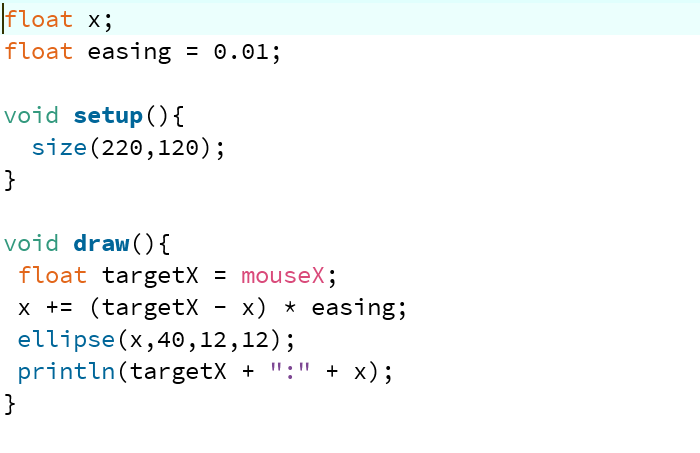 float x;
float easing = 0.01;

void setup(){
  size(220,120);
}

void draw(){
 float targetX = mouseX;
 x += (targetX - x) * easing;
 ellipse(x,40,12,12);
 println(targetX + ":" + x);
}